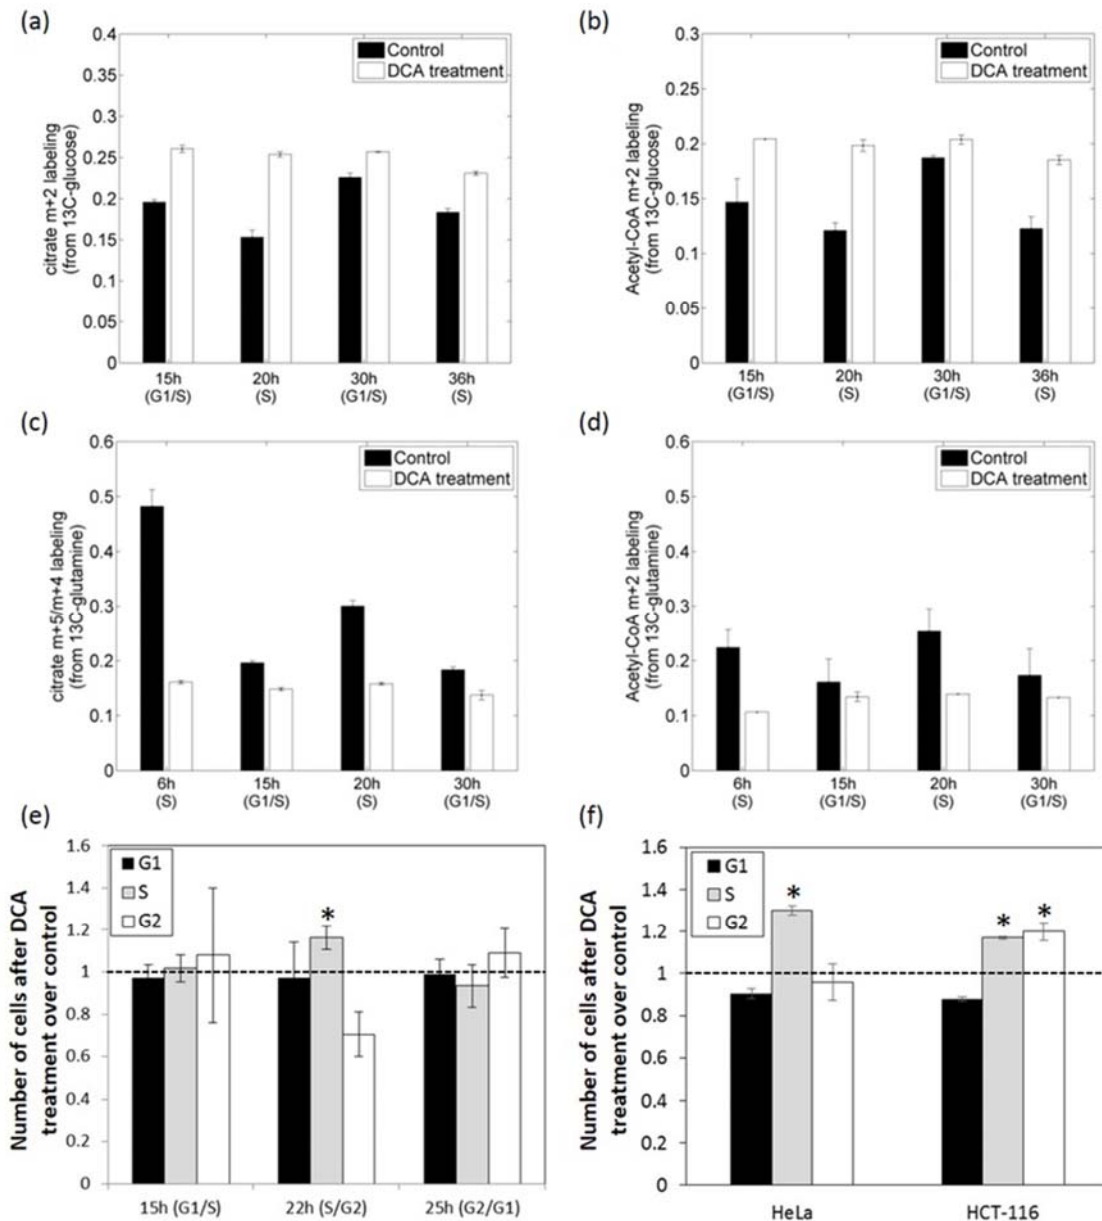 (a)
0.4
0.35
0.3
0.25
0.2
0.15
0.1
0.05
0
citrate m+2 labeling
(from 13C-glucose)
Control
DCA treatment
15h 20h 30h 36h
(G1/S) (S) (G1/S) (S)
(b)
0.3
0.25
0.2
0.15
0.1
0.05
0
Acetyl-CoA m+2 labeling
(from 13C-glucose)
Control
DCA treatment
15h 20h 30h 36h
(G1/S) (S) (G1/S) (S)
(c)
0.6
0.5
0.4
0.3
0.2
0.1
0
citrate m+5/m+4 labeling
(from 13C-glutamine)
Control
DCA treatment
6h 15h 20h 30h
(S) (G1/S) (S) (G1/S)
(d)
0.6
0.5
0.4
0.3
0.2
0.1
0
Acetyl-CoA m+2 labeling
(from 13C-glutamine)
Control
DCA treatment
6h 15h 20h 30h
(S) (G1/S) (S) (G1/S)
(e)
1.6
1.4
1.2
1
0.8
0.6
0.4
0.2
0
Number of cells after DCA
treatment over control
G1
S
G2
*
15h (G1/S) 22h (S/G2) 25h (G2/G1)
(f)
1.6
1.4
1.2
1
0.8
0.6
0.4
0.2
0
Number of cells after DCA
treatment over control
G1
S
G2
*
* *
HeLa HCT-116